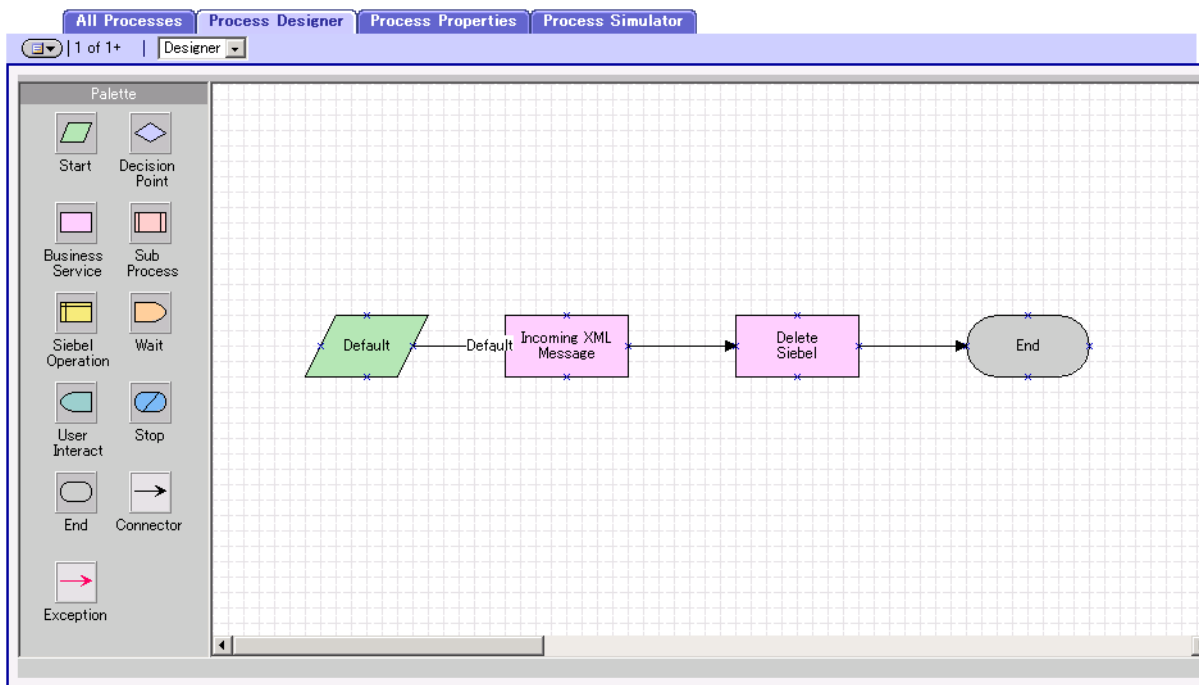 All Processes
Process Designer
Process Properties
Process Simulator
1 of 1+
Designer
Palette
Start
Decision
Point
Business
Service
Sub
Process
Siebel
Operation
Wait
User
Interact
Stop
End
Connector
Exception
Default
Default
Incoming XML
Message
Delete
Siebel
End